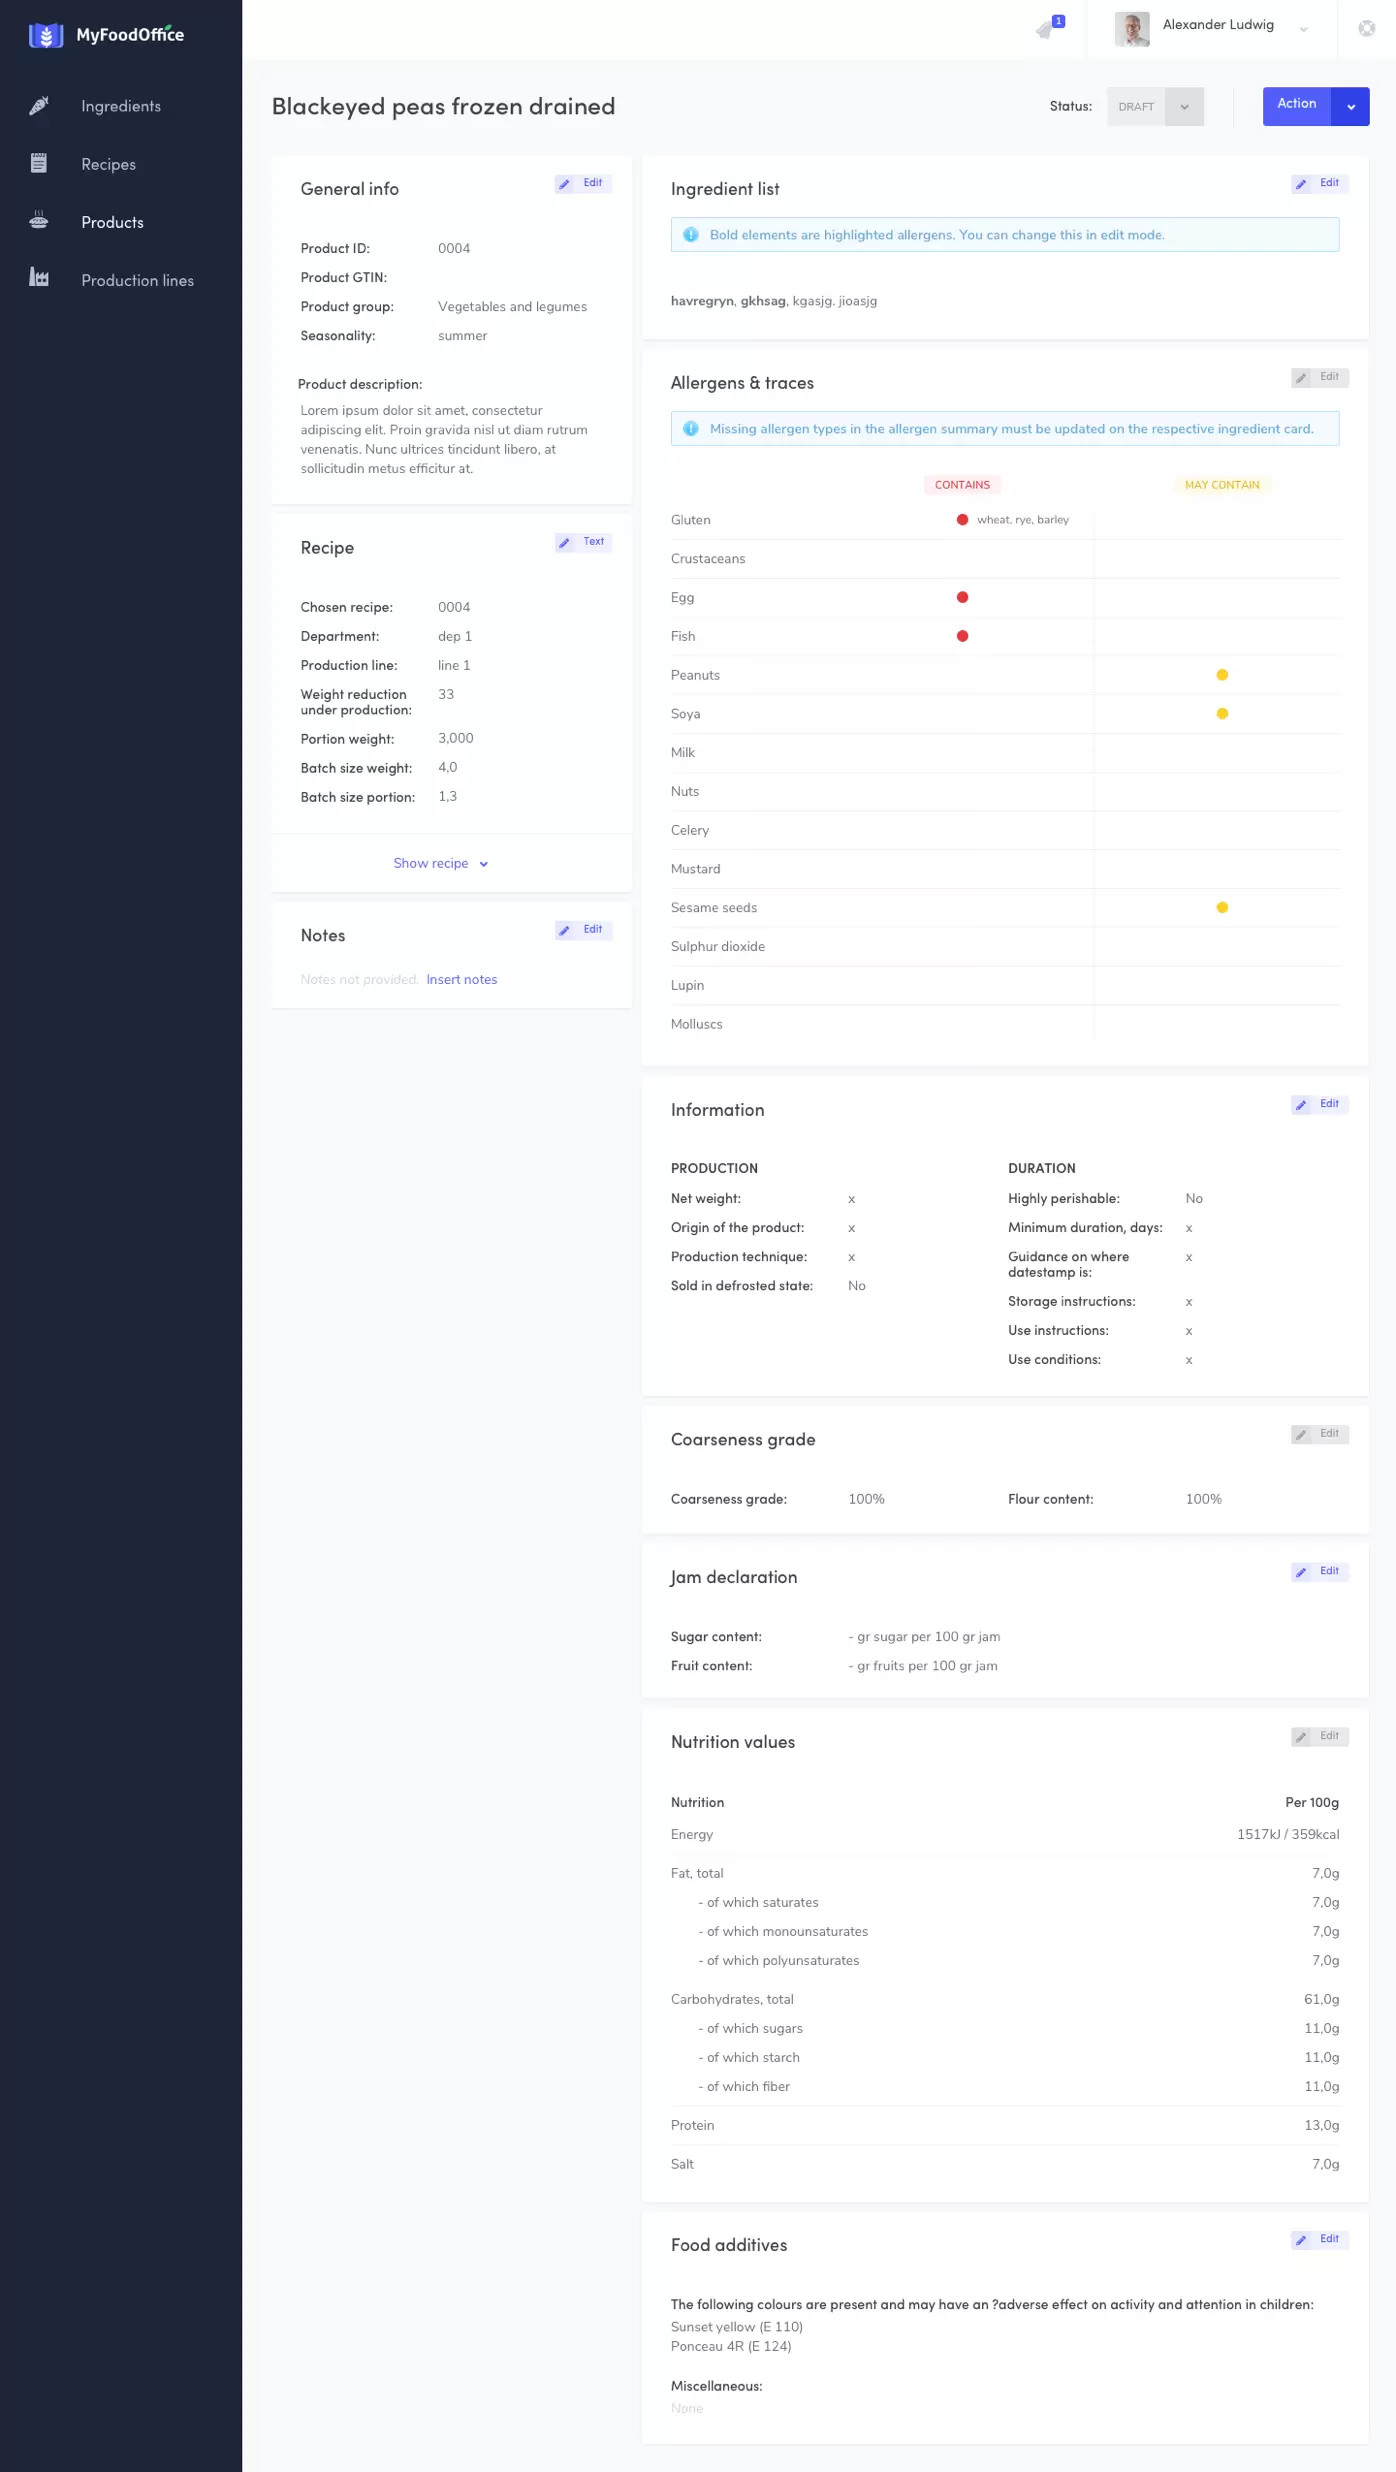 MyFoodOffice
1
Alexander Ludwig
Ingredients
Recipes
Products
Production lines
Blackeyed peas frozen drained
Status:
DRAFT
Action
General info
Edit
Product ID: 0004
Product GTIN:
Product group: Vegetables and legumes
Seasonality: summer
Product description:
Lorem ipsum dolor sit amet, consectetur
adipiscing elit. Proin gravida nisl ut diam rutrum
venenatis. Nunc ultrices tincidunt libero, at
sollicitudin metus efficitur at.
Recipe
Text
Chosen recipe: 0004
Department: dep 1
Production line: line 1
Weight reduction 33
under production:
Portion weight: 3,000
Batch size weight: 4,0
Batch size portion: 1,3
Show recipe
Notes
Edit
Notes not provided. Insert notes
Ingredient list
Edit
Bold elements are highlighted allergens. You can change this in edit mode.
havregryn, gkhsag, kgasjg. jioasjg
Allergens & traces
Edit
Missing allergen types in the allergen summary must be updated on the respective ingredient card.
CONTAINS MAY CONTAIN
Gluten wheat, rye, barley
Crustaceans
Egg
Fish
Peanuts
Soya
Milk
Nuts
Celery
Mustard
Sesame seeds
Sulphur dioxide
Lupin
Molluscs
Information
Edit
PRODUCTION
Net weight: x
Origin of the product: x
Production technique: x
Sold in defrosted state: No
DURATION
Highly perishable: No
Minimum duration, days: x
Guidance on where x
datestamp is:
Storage instructions: x
Use instructions: x
Use conditions: x
Coarseness grade
Edit
Coarseness grade: 100% Flour content: 100%
Jam declaration
Edit
Sugar content: - gr sugar per 100 gr jam
Fruit content: - gr fruits per 100 gr jam
Nutrition values
Edit
Nutrition Per 100g
Energy 1517kJ / 359kcal
Fat, total 7,0g
- of which saturates 7,0g
- of which monounsaturates 7,0g
- of which polyunsaturates 7,0g
Carbohydrates, total 61,0g
- of which sugars 11,0g
- of which starch 11,0g
- of which fiber 11,0g
Protein 13,0g
Salt 7,0g
Food additives
Edit
The following colours are present and may have an ?adverse effect on activity and attention in children:
Sunset yellow (E 110)
Ponceau 4R (E 124)
Miscellaneous:
None